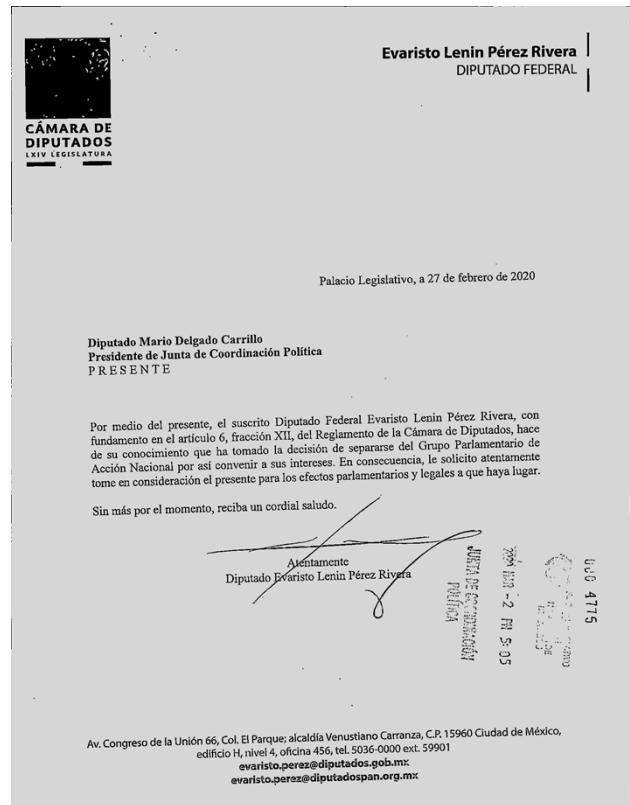 Evaristo Lenin Pérez Rivera
DIPUTADO FEDERAL
CÁMARA DE
DIPUTADOS
LXIV LEGISLATURA
Palacio Legislativo, a 27 de febrero de 2020
Diputado Mario Delgado Carrillo
Presidente de Junta de Coordinación Política
P R E S E N T E
Por medio del presente, el suscrito Diputado Federal Evaristo Lenin Pérez Rivera, con
fundamento en el artículo 6, fracción XII, del Reglamento de la Cámara de Diputados, hace
de su conocimiento que ha tomado la decisión de separarse del Grupo Parlamentario de
Acción Nacional por así convenir a sus intereses. En consecuencia, le solicito atentamente
tome en consideración el presente para los efectos parlamentarios y legales a que haya lugar.
Sin más por el momento, reciba un cordial saludo.
Atentamente
Diputado Evaristo Lenin Pérez Rivera
4775
2020 MAR -2 PM 5:05
JUNTA DE COORDINACIÓN
POLÍTICA
Av. Congreso de la Unión 66, Col. El Parque; alcaldía Venustiano Carranza, C.P. 15960 Ciudad de México,
edificio H, nivel 4, oficina 456, tel. 5036-0000 ext. 59901
evaristo.perez@diputados.gob.mx
evaristo.perez@diputadospan.org.mx